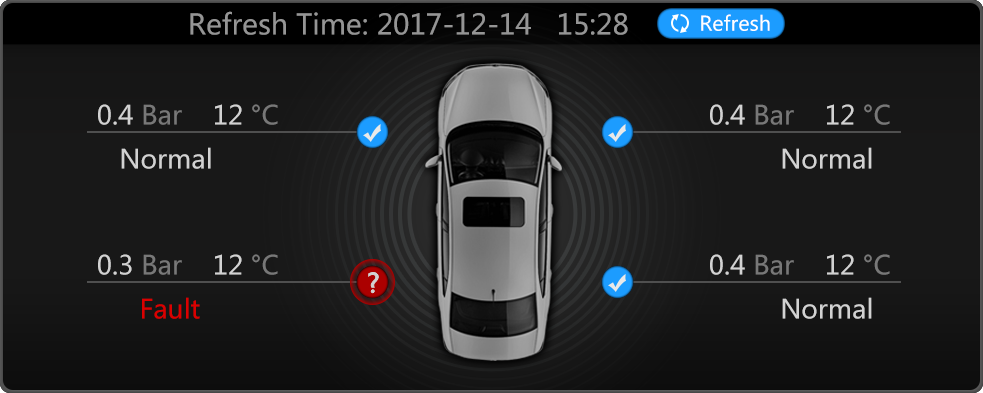 Refresh Time: 2017-12-14 15:28 Refresh
0.4 Bar 12 °C 0.4 Bar 12 °C
Normal Normal
0.3 Bar 12 °C ? 0.4 Bar 12 °C
Fault Normal